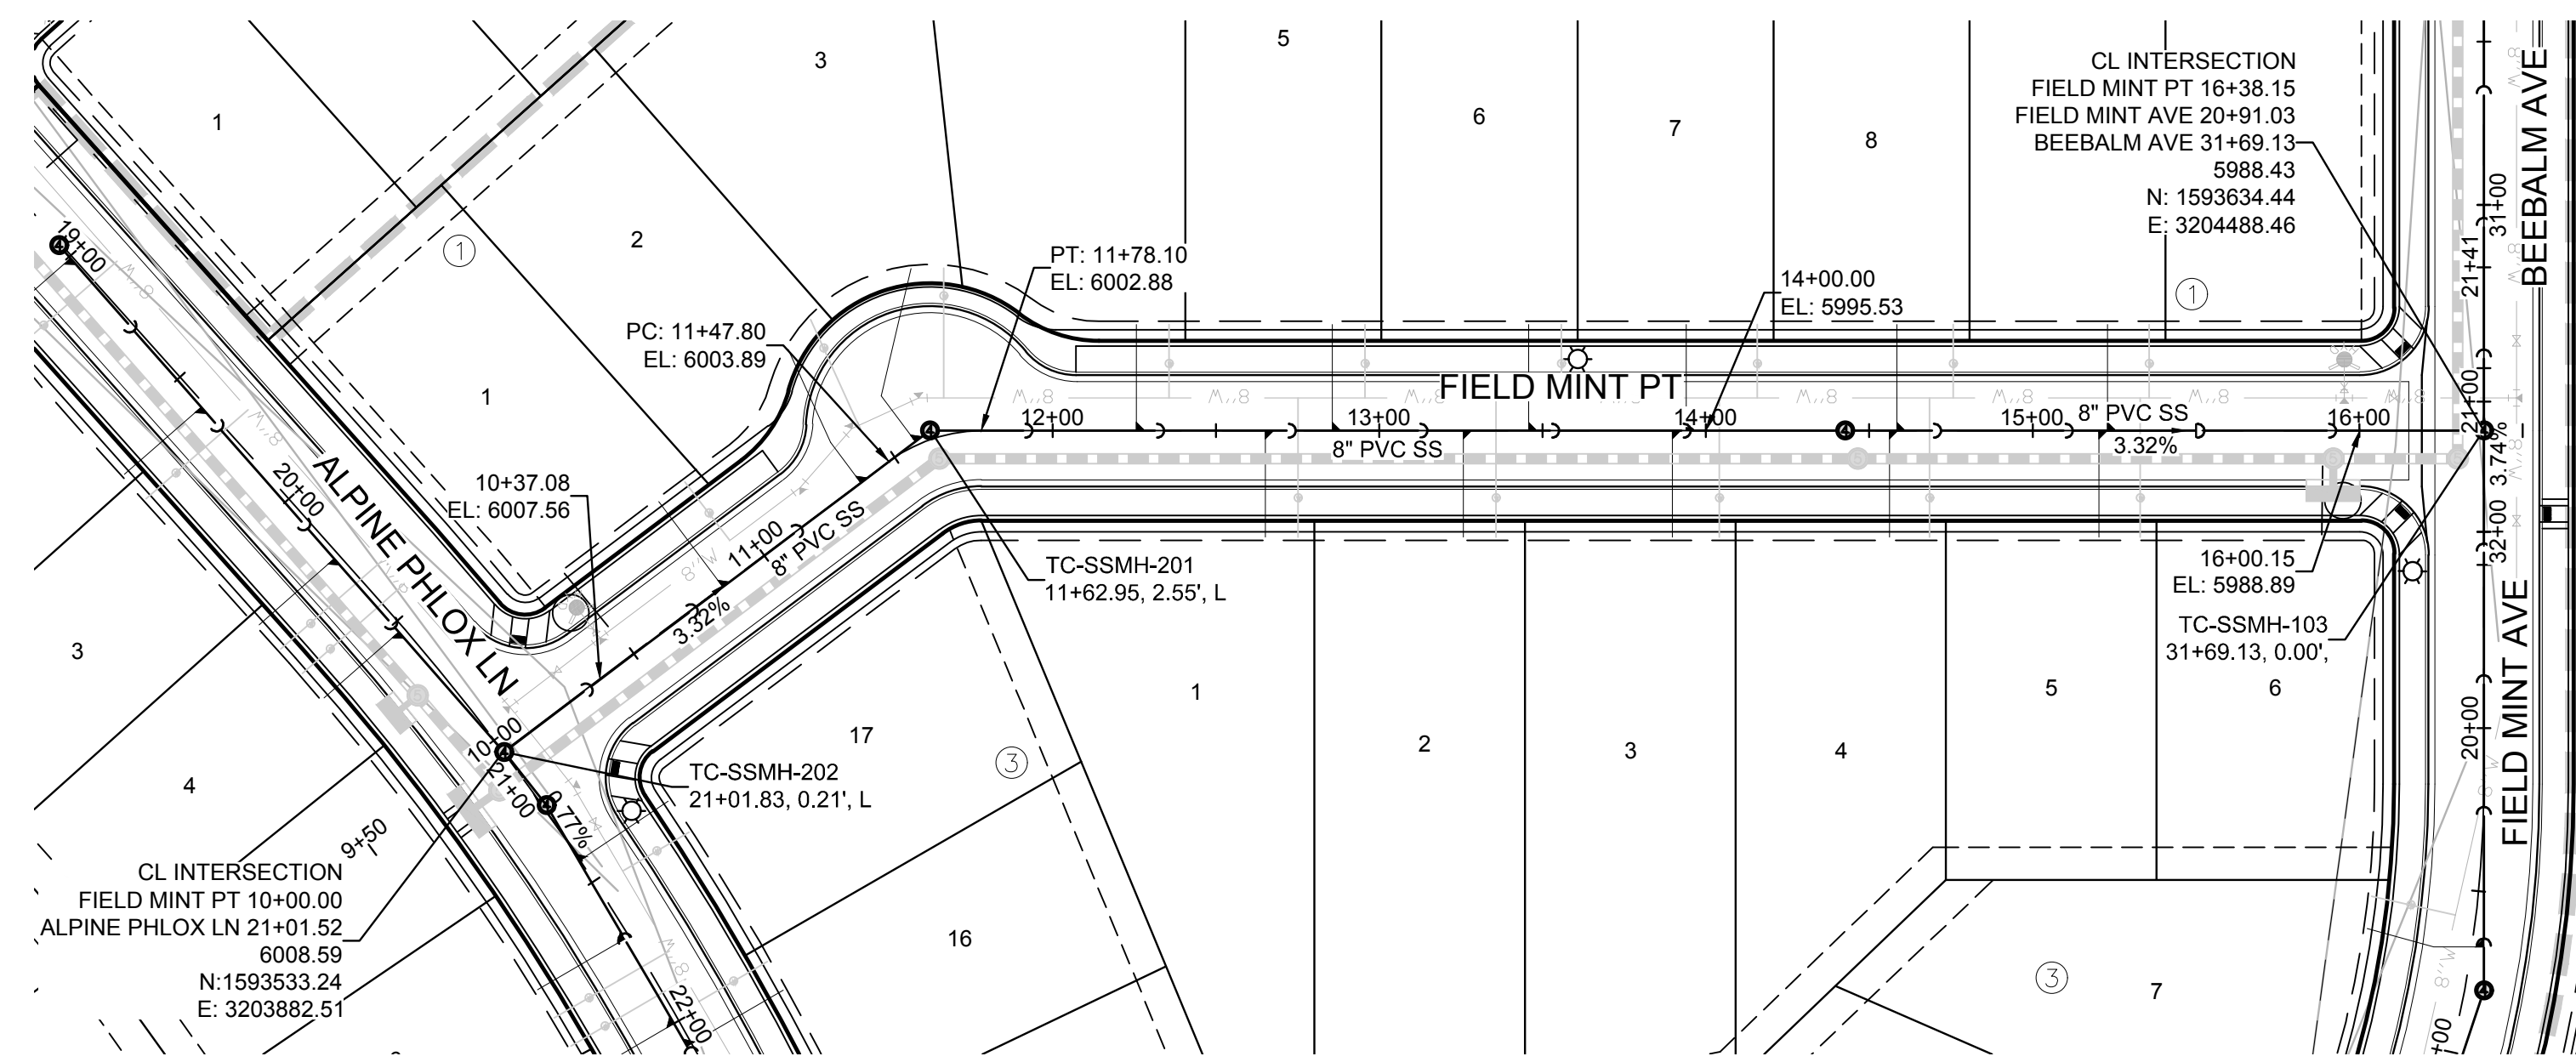 CL INTERSECTION
FIELD MINT PT 16+38.15
FIELD MINT AVE 20+91.03
BEEBALM AVE 31+69.13
5988.43
N: 1593634.44
E: 3204488.46
BEEBALM AVE
31+00
21+41
21+00
3.74%
32+00
20+00
FIELD MINT AVE
+00
1
2
3
5
6
7
8
1
1
1
PT: 11+78.10
EL: 6002.88
PC: 11+47.80
EL: 6003.89
14+00.00
EL: 5995.53
FIELD MINT PT
12+00
13+00
14+00
15+00
16+00
8" PVC SS
8" PVC SS
3.32%
19+00
20+00
ALPINE PHLOX LN
10+37.08
EL: 6007.56
11+00
8" PVC SS
3.32%
8"W
TC-SSMH-201
11+62.95, 2.55', L
16+00.15
EL: 5988.89
TC-SSMH-103
31+69.13, 0.00',
3
4
10+00
21+00
0.77%
9+50
22+00
TC-SSMH-202
21+01.83, 0.21', L
17
3
16
1
2
3
4
5
6
3
7
CL INTERSECTION
FIELD MINT PT 10+00.00
ALPINE PHLOX LN 21+01.52
6008.59
N:1593533.24
E: 3203882.51